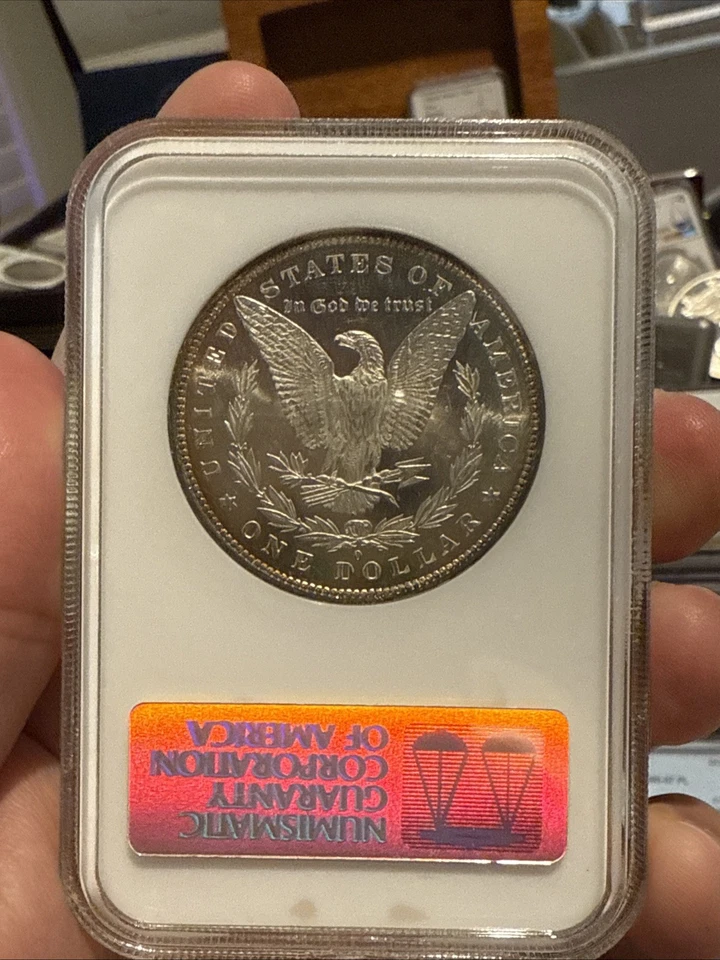 UNITED STATES OF AMERICA
In God we trust
O
ONE DOLLAR
NUMISMATIC
GUARANTY
CORPORATION
OF AMERICA